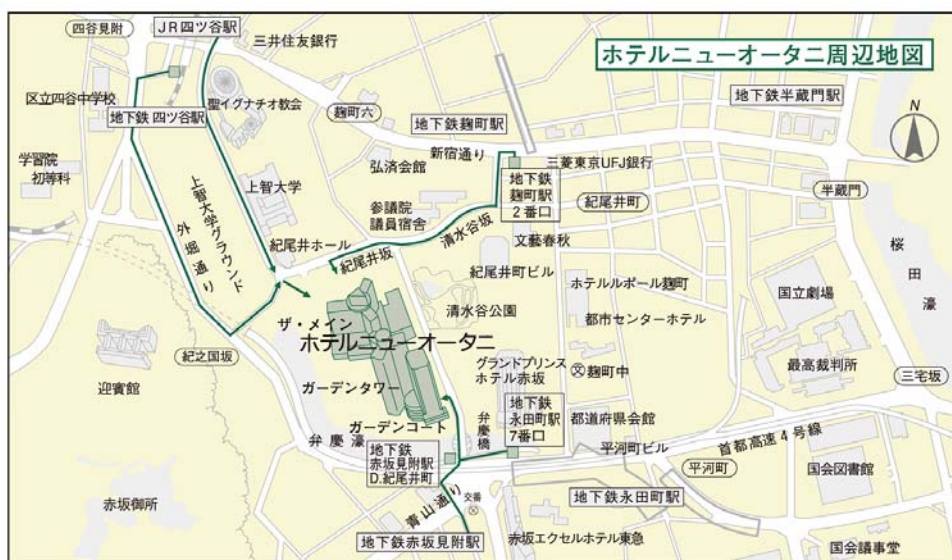 ホテルニューオータニ周辺地図
四谷見附
JR四ツ谷駅
三井住友銀行
区立四谷中学校
地下鉄 四ツ谷駅
聖イグナチオ教会
麹町六
地下鉄麹町駅
地下鉄半蔵門駅
N
新宿通り
学習院
初等科
弘済会館
三菱東京UFJ銀行
上智大学
地下鉄
麹町駅
2番口
紀尾井町
半蔵門
参議院
議員宿舎
上智大学グラウンド
外堀通り
紀尾井ホール
紀尾井坂
清水谷坂
文藝春秋
紀尾井町ビル
桜田濠
ホテルルポール麹町
国立劇場
清水谷公園
都市センターホテル
ザ・メイン
ホテルニューオータニ
紀之国坂
迎賓館
グランドプリンス
ホテル赤坂
麹町中
最高裁判所
三宅坂
ガーデンタワー
ガーデンコート
弁慶濠
弁慶橋
地下鉄
永田町駅
7番口
都道府県会館
平河町ビル
首都高速4号線
地下鉄
赤坂見附駅
D.紀尾井町
平河町
国会図書館
赤坂御所
青山通り
交番
地下鉄永田町駅
地下鉄赤坂見附駅
赤坂エクセルホテル東急
国会議事堂